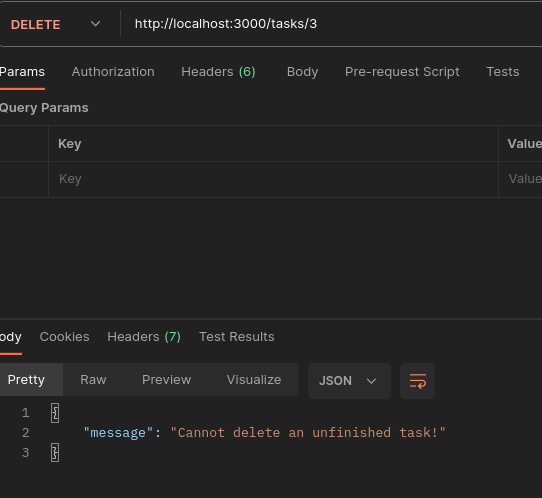 DELETE http://localhost:3000/tasks/3
Params Authorization Headers (6) Body Pre-request Script Tests
Query Params
Key Value
Key Value
ody Cookies Headers (7) Test Results
Pretty Raw Preview Visualize JSON
1 {
2 "message": "Cannot delete an unfinished task!"
3 }